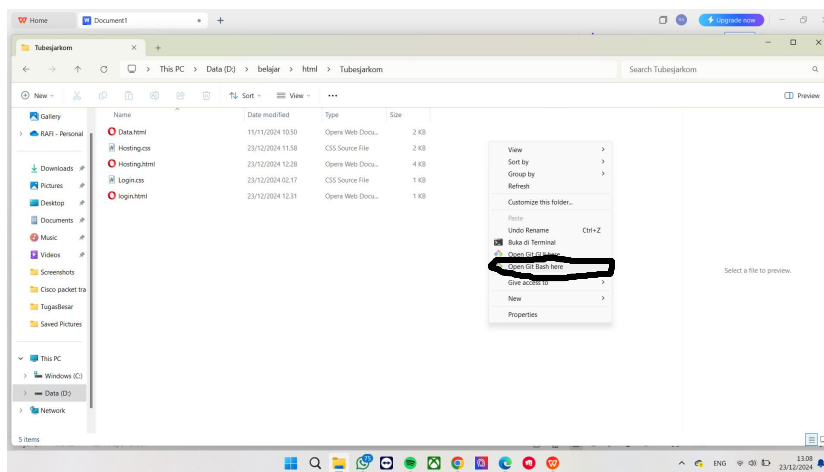 Home
Document1
Upgrade now
Tubesjarkom
This PC > Data (D:) > belajar > html > Tubesjarkom
Search Tubesjarkom
New
Sort
View
Preview
Name Date modified Type Size
Data.html 11/11/2024 10.50 Opera Web Docu... 2 KB
Hosting.css 23/12/2024 11.58 CSS Source File 2 KB
Hosting.html 23/12/2024 12.28 Opera Web Docu... 4 KB
Login.css 23/12/2024 02.17 CSS Source File 1 KB
login.html 23/12/2024 12.31 Opera Web Docu... 1 KB
Gallery
RAFI - Personal
Downloads
Pictures
Desktop
Documents
Music
Videos
Screenshots
Cisco packet tra
TugasBesar
Saved Pictures
This PC
Windows (C:)
Data (D:)
Network
View
Sort by
Group by
Refresh
Customize this folder...
Paste
Undo Rename Ctrl+Z
Buka di Terminal
Open Git GUI here
Open Git Bash here
Give access to
New
Properties
Select a file to preview.
5 items
ENG
13.08
23/12/2024